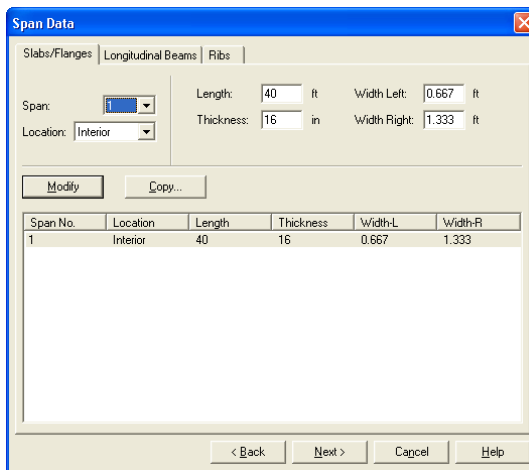 Span Data
Slabs/Flanges Longitudinal Beams Ribs
Length: 40 ft Width Left: 0.667 ft
Span: 1
Thickness: 16 in Width Right: 1.333 ft
Location: Interior
Modify Copy...
Span No. Location Length Thickness Width-L Width-R
1 Interior 40 16 0.667 1.333
< Back Next > Cancel Help